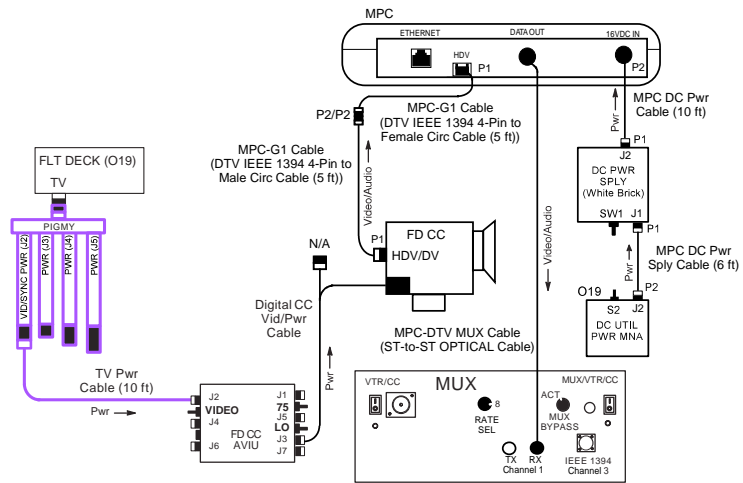 MPC
ETHERNET
HDV
DATA OUT
16VDC IN
P1
P2
P2/P2
MPC-G1 Cable
(DTV IEEE 1394 4-Pin to
Female Circ Cable (5 ft))
MPC-G1 Cable
(DTV IEEE 1394 4-Pin to
Male Circ Cable (5 ft))
Pwr
MPC DC Pwr
Cable (10 ft)
P1
J2
DC PWR
SPLY
(White Brick)
SW1
J1
P1
MPC DC Pwr
Sply Cable (6 ft)
Pwr
P2
O19
S2
J2
DC UTIL
PWR MNA
FLT DECK (O19)
TV
PIGMY
VID/SYNC PWR (J2)
PWR (J3)
PWR (J4)
PWR (J5)
Video/Audio
FD CC
P1
HDV/DV
N/A
Video/Audio
Digital CC
Vid/Pwr
Cable
MPC-DTV MUX Cable
(ST-to-ST OPTICAL Cable)
TV Pwr
Cable (10 ft)
Pwr
Pwr
J2
VIDEO
J4
J6
J1
75
J5
LO
J3
J7
FD CC
AVIU
VTR/CC
MUX
MUX/VTR/CC
8
RATE
SEL
ACT
MUX
BYPASS
TX
RX
Channel 1
IEEE 1394
Channel 3